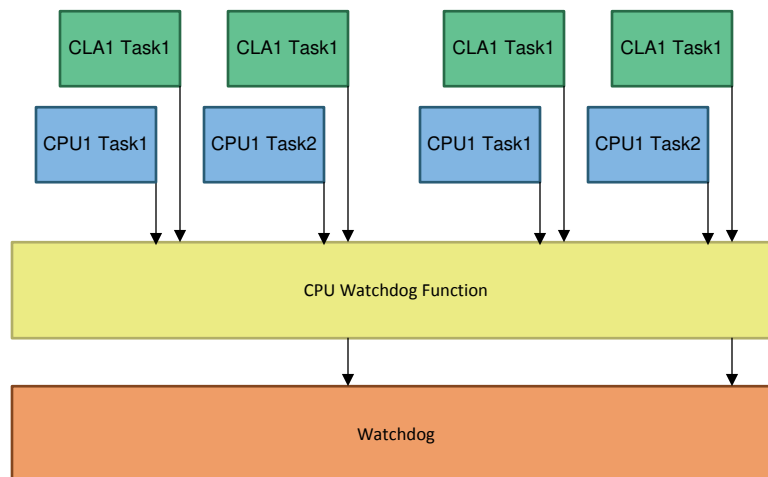 CLA1 Task1 CLA1 Task1 CLA1 Task1 CLA1 Task1
CPU1 Task1 CPU1 Task2 CPU1 Task1 CPU1 Task2
CPU Watchdog Function
Watchdog